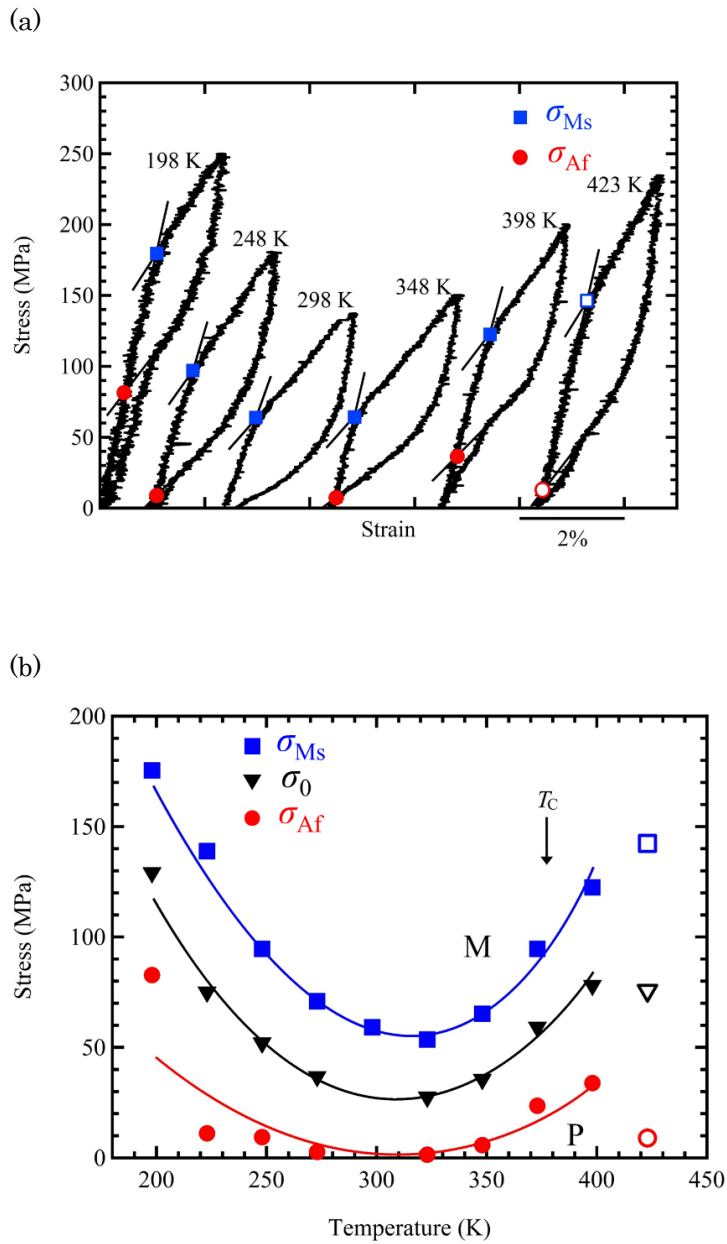 (a)
300
250
200
150
100
50
0
Stress (MPa)
σMs
σAf
198 K
248 K
298 K
348 K
398 K
423 K
Strain
2%
(b)
200
150
100
50
0
Stress (MPa)
σMs
σ0
σAf
TC
M
P
200 250 300 350 400 450
Temperature (K)